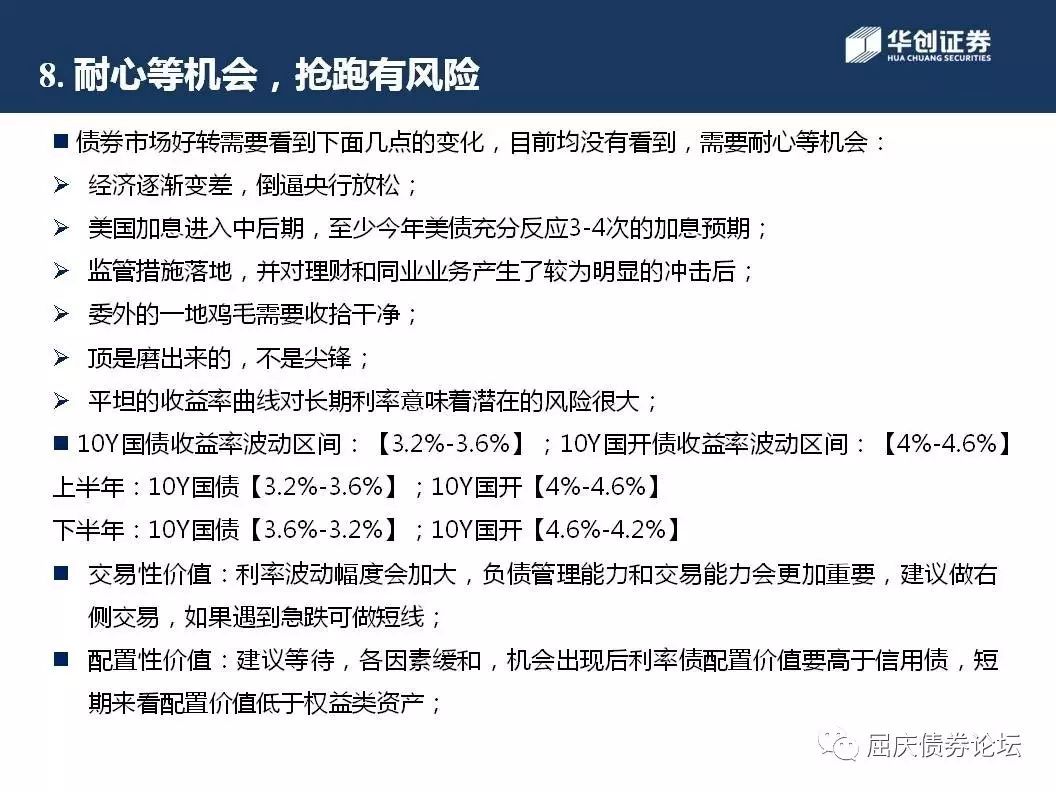 华创证券
HUA CHUANG SECURITIES
8. 耐心等机会，抢跑有风险
■ 债券市场好转需要看到下面几点的变化，目前均没有看到，需要耐心等机会：
➢ 经济逐渐变差，倒逼央行放松；
➢ 美国加息进入中后期，至少今年美债充分反应3-4次的加息预期；
➢ 监管措施落地，并对理财和同业业务产生了较为明显的冲击后；
➢ 委外的一地鸡毛需要收拾干净；
➢ 顶是磨出来的，不是尖锋；
➢ 平坦的收益率曲线对长期利率意味着潜在的风险很大；
■ 10Y国债收益率波动区间：【3.2%-3.6%】；10Y国开债收益率波动区间：【4%-4.6%】
上半年：10Y国债【3.2%-3.6%】；10Y国开【4%-4.6%】
下半年：10Y国债【3.6%-3.2%】；10Y国开【4.6%-4.2%】
■ 交易性价值：利率波动幅度会加大，负债管理能力和交易能力会更加重要，建议做右
侧交易，如果遇到急跌可做短线；
■ 配置性价值：建议等待，各因素缓和，机会出现后利率债配置价值要高于信用债，短
期来看配置价值低于权益类资产；
屈庆债券论坛